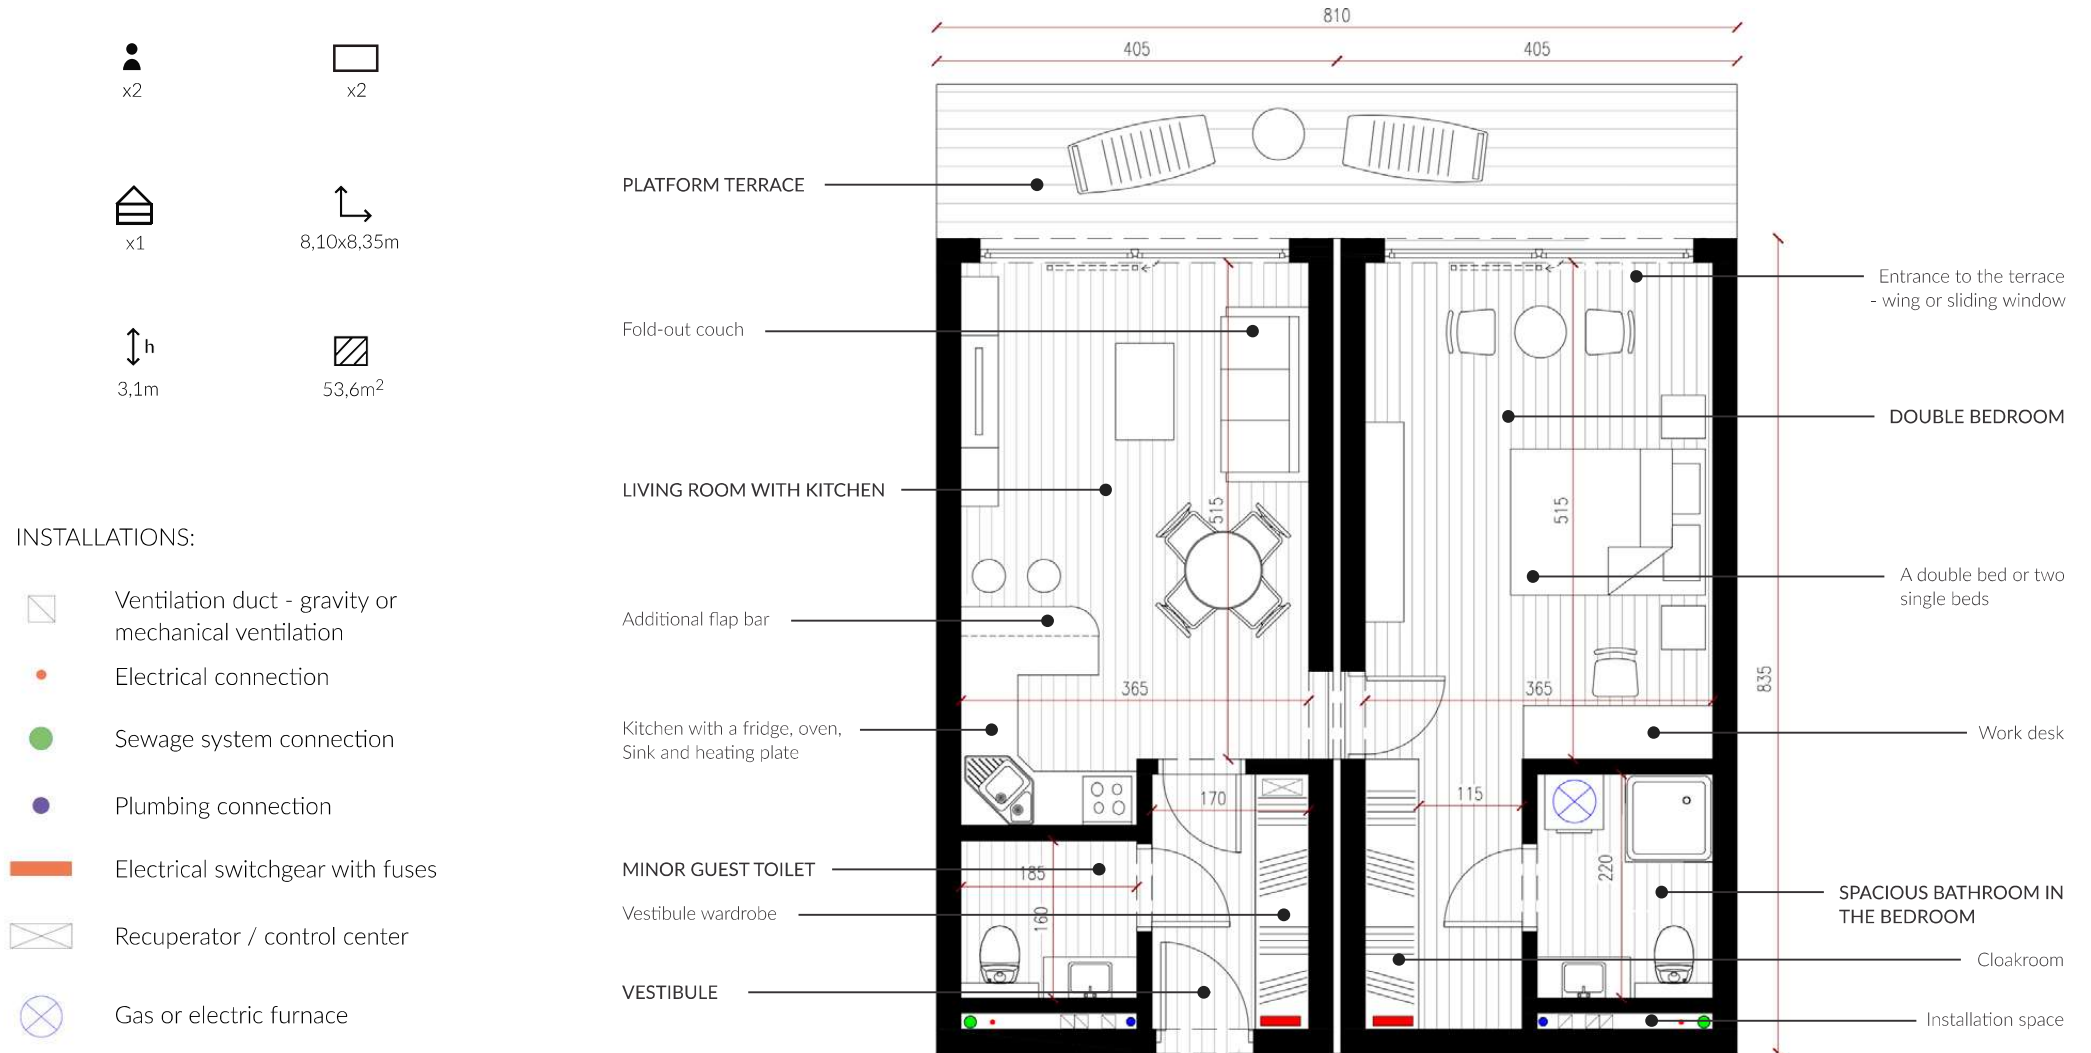 x2
x2
x1
8,10x8,35m
h
3,1m
53,6m²
INSTALLATIONS:
Ventilation duct - gravity or
mechanical ventilation
Electrical connection
Sewage system connection
Plumbing connection
Electrical switchgear with fuses
Recuperator / control center
Gas or electric furnace
PLATFORM TERRACE
Fold-out couch
LIVING ROOM WITH KITCHEN
Additional flap bar
Kitchen with a fridge, oven,
Sink and heating plate
MINOR GUEST TOILET
Vestibule wardrobe
VESTIBULE
810
405
405
515
515
365
365
170
115
185
160
220
835
Entrance to the terrace
- wing or sliding window
DOUBLE BEDROOM
A double bed or two
single beds
Work desk
SPACIOUS BATHROOM IN
THE BEDROOM
Cloakroom
Installation space